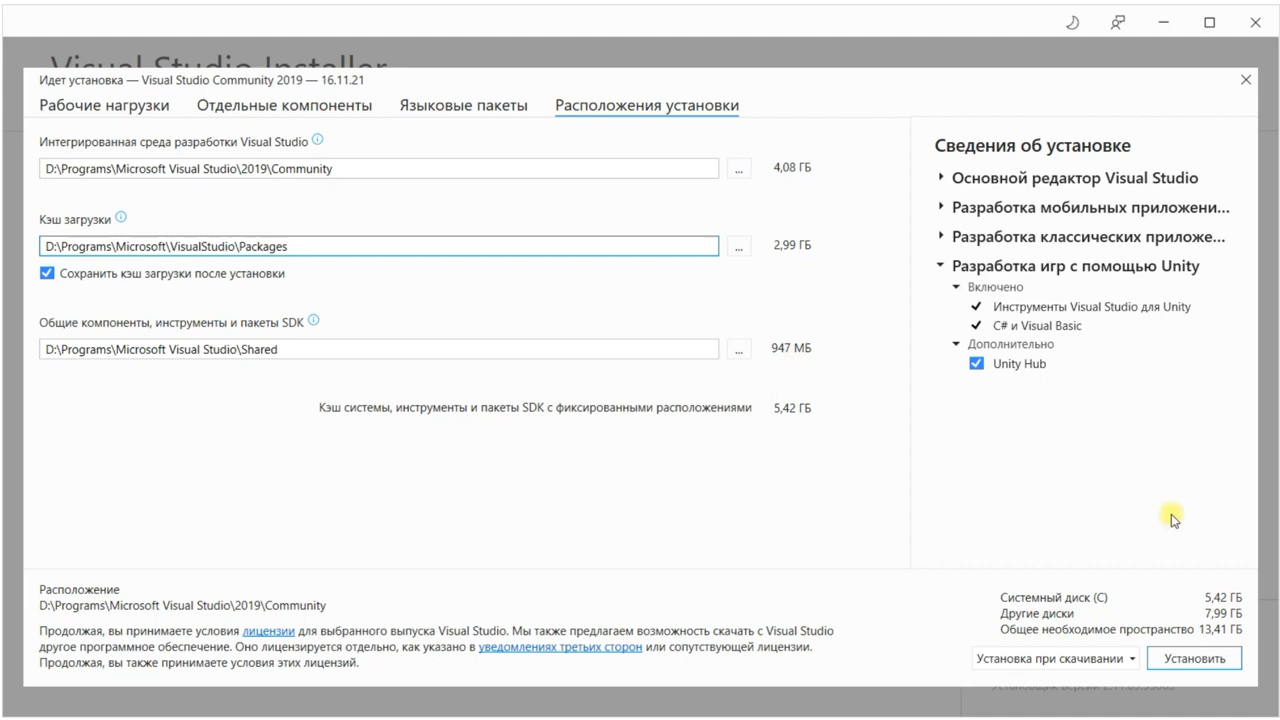 Visual Studio Installer
Идет установка — Visual Studio Community 2019 — 16.11.21
Рабочие нагрузки Отдельные компоненты Языковые пакеты Расположения установки
Интегрированная среда разработки Visual Studio
D:\Programs\Microsoft Visual Studio\2019\Community ... 4,08 ГБ
Кэш загрузки
D:\Programs\Microsoft\VisualStudio\Packages ... 2,99 ГБ
Сохранить кэш загрузки после установки
Общие компоненты, инструменты и пакеты SDK
D:\Programs\Microsoft Visual Studio\Shared ... 947 МБ
Кэш системы, инструменты и пакеты SDK с фиксированными расположениями 5,42 ГБ
Сведения об установке
Основной редактор Visual Studio
Разработка мобильных приложени...
Разработка классических приложе...
Разработка игр с помощью Unity
Включено
Инструменты Visual Studio для Unity
C# и Visual Basic
Дополнительно
Unity Hub
Расположение
D:\Programs\Microsoft Visual Studio\2019\Community
Продолжая, вы принимаете условия лицензии для выбранного выпуска Visual Studio. Мы также предлагаем возможность скачать с Visual Studio
другое программное обеспечение. Оно лицензируется отдельно, как указано в уведомлениях третьих сторон или сопутствующей лицензии.
Продолжая, вы также принимаете условия этих лицензий.
Системный диск (C) 5,42 ГБ
Другие диски 7,99 ГБ
Общее необходимое пространство 13,41 ГБ
Установка при скачивании Установить